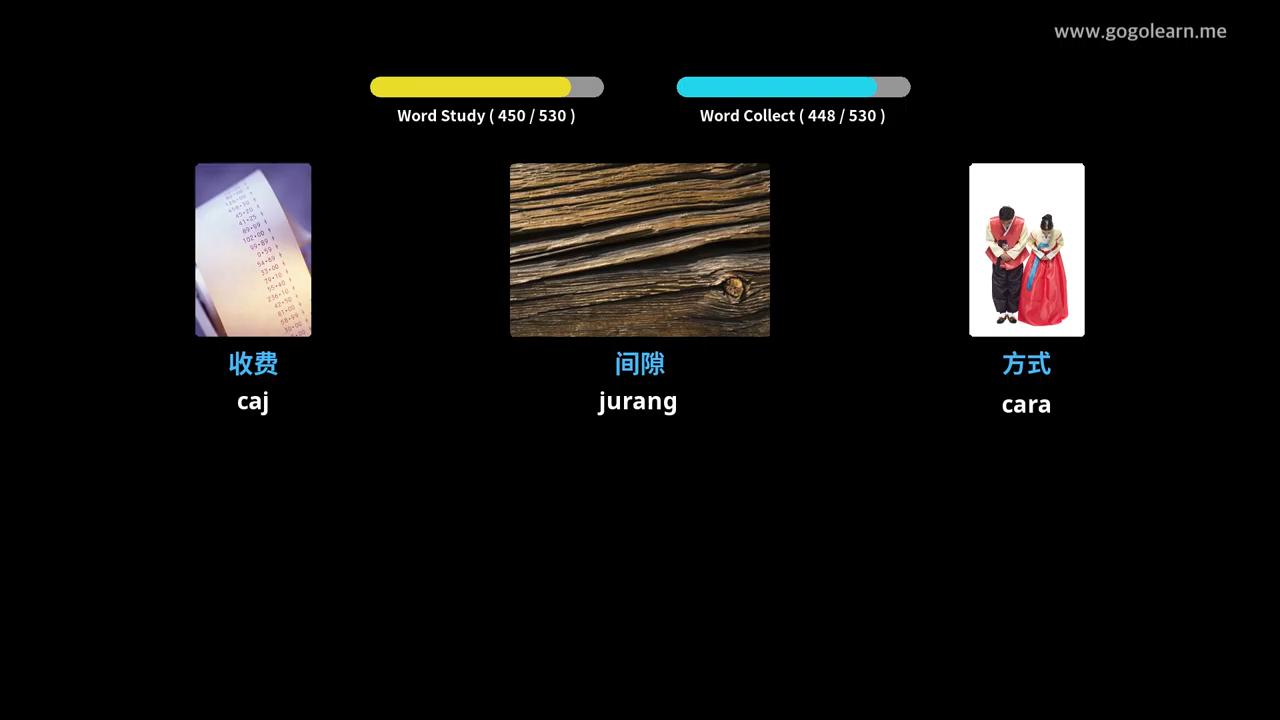 www.gogolearn.me
Word Study ( 450 / 530 )
Word Collect ( 448 / 530 )
收费
间隙
方式
caj
jurang
cara